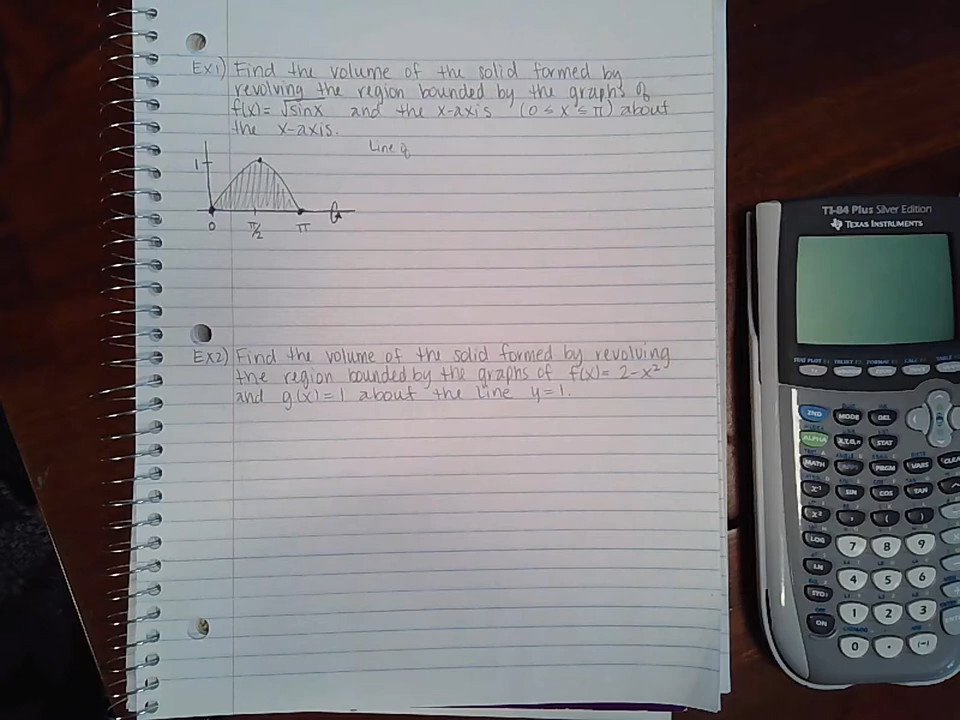 Ex1) Find the volume of the solid formed by
revolving the region bounded by the graphs of
f(x) = √sinx and the x-axis (0 ≤ x ≤ π) about
the x-axis.
Line o
1
0 π/2 π
Ex2) Find the volume of the solid formed by revolving
the region bounded by the graphs of f(x) = 2-x²
and g(x) = 1 about the line y=1.
TI-84 Plus Silver Edition
TEXAS INSTRUMENTS
2ND MODE DEL
ALPHA X,T,θ,n STAT
MATH APPS PRGM VARS CLEA
x⁻¹ SIN COS TAN ^
x² , ( )
LOG 7 8 9
LN 4 5 6
STO› 1 2 3
ON 0 . (-)